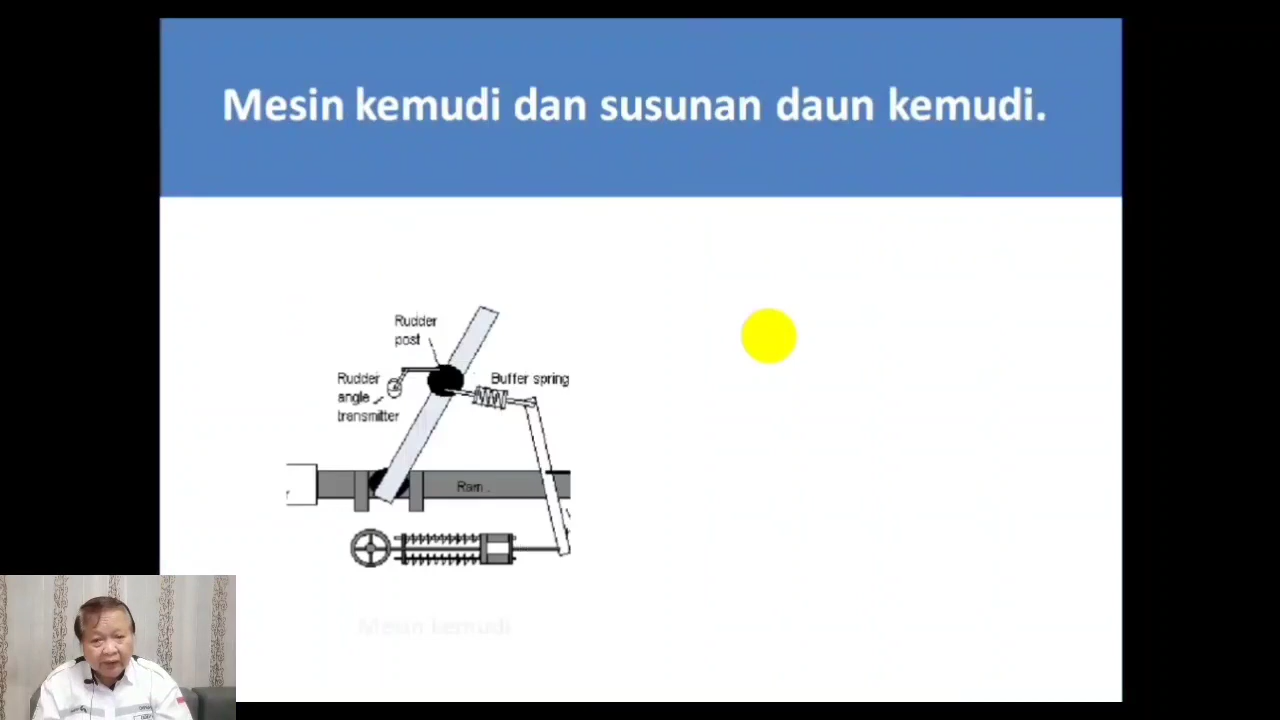 Mesin kemudi dan susunan daun kemudi.
Rudder
post
Rudder
angle
transmitter
Buffer spring
Ram
Mesin kemudi